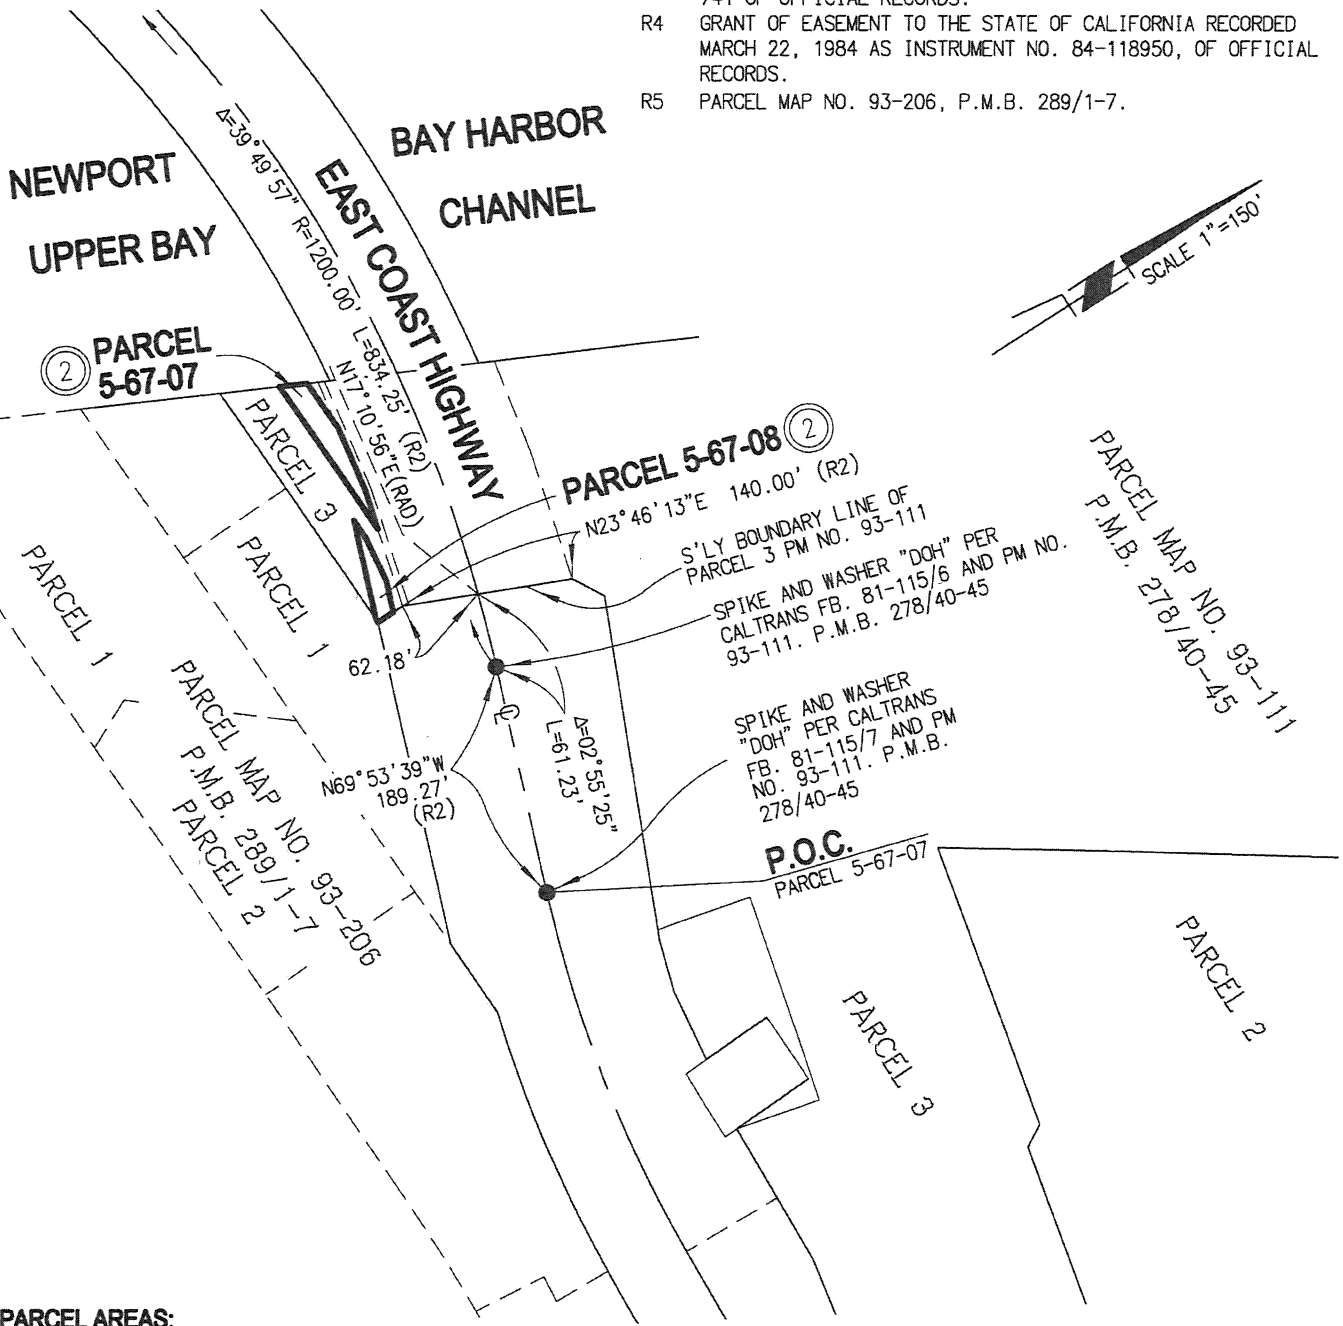 741 OF OFFICIAL RECORDS.
R4 GRANT OF EASEMENT TO THE STATE OF CALIFORNIA RECORDED
MARCH 22, 1984 AS INSTRUMENT NO. 84-118950, OF OFFICIAL
RECORDS.
R5 PARCEL MAP NO. 93-206, P.M.B. 289/1-7.
NEWPORT
UPPER BAY
BAY HARBOR
CHANNEL
EAST COAST HIGHWAY
Δ=39°49'57" R=1200.00' L=834.25' (R2)
N17°10'56"E(RAD)
SCALE 1"=150'
2
PARCEL
5-67-07
PARCEL 3
PARCEL 5-67-08
2
N23°46'13"E 140.00' (R2)
S'LY BOUNDARY LINE OF
PARCEL 3 PM NO. 93-111
SPIKE AND WASHER "DOH" PER
CALTRANS FB. 81-115/6 AND PM NO.
93-111. P.M.B. 278/40-45
PARCEL MAP NO. 93-111
P.M.B. 278/40-45
PARCEL 1
PARCEL 1
62.18'
CL
Δ=02°55'25"
L=61.23'
N69°53'39"W
189.27'
(R2)
SPIKE AND WASHER
"DOH" PER CALTRANS
FB. 81-115/7 AND PM
NO. 93-111. P.M.B.
278/40-45
PARCEL MAP NO. 93-206
P.M.B. 289/1-7
PARCEL 2
P.O.C.
PARCEL 5-67-07
PARCEL 3
PARCEL 2
PARCEL AREAS: